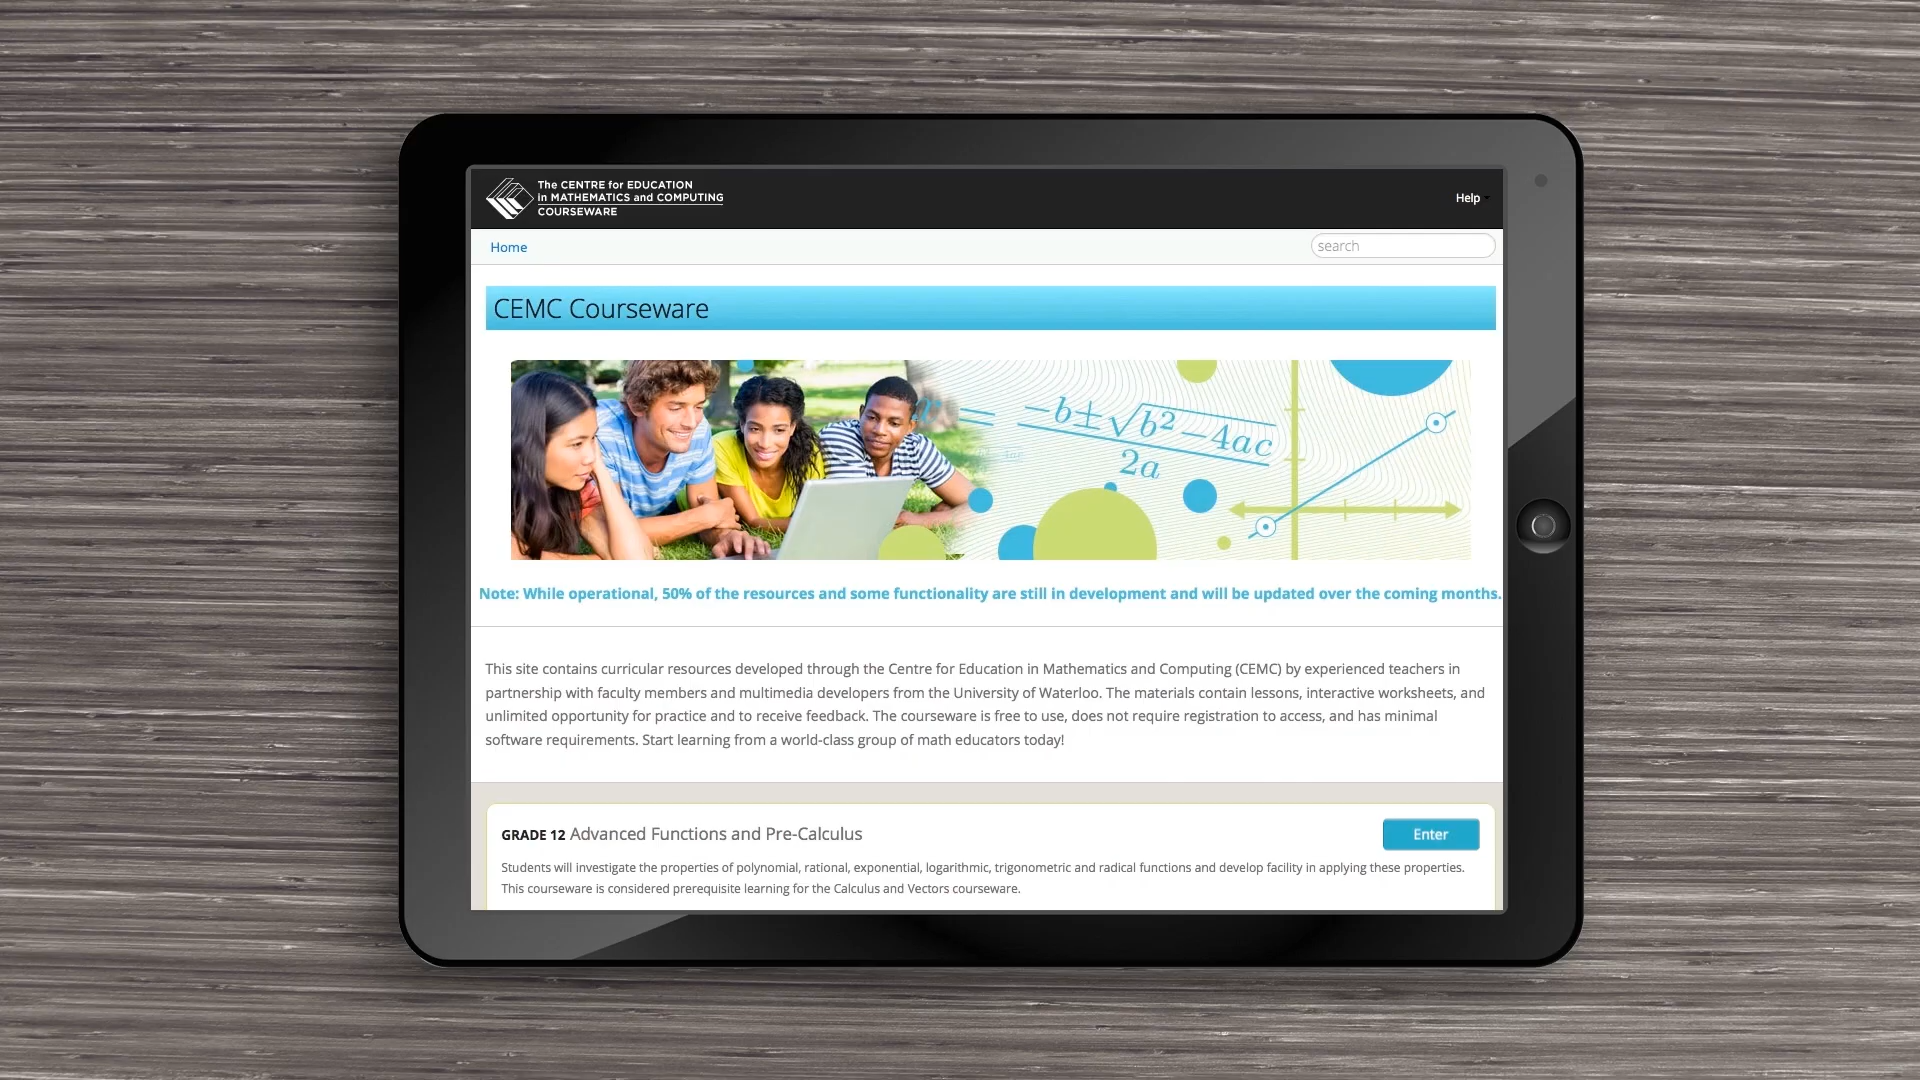 The CENTRE for EDUCATION
in MATHEMATICS and COMPUTING
COURSEWARE
Help
Home
search
CEMC Courseware
x = −b±√b²−4ac
2a
Note: While operational, 50% of the resources and some functionality are still in development and will be updated over the coming months.
This site contains curricular resources developed through the Centre for Education in Mathematics and Computing (CEMC) by experienced teachers in
partnership with faculty members and multimedia developers from the University of Waterloo. The materials contain lessons, interactive worksheets, and
unlimited opportunity for practice and to receive feedback. The courseware is free to use, does not require registration to access, and has minimal
software requirements. Start learning from a world-class group of math educators today!
GRADE 12 Advanced Functions and Pre-Calculus
Enter
Students will investigate the properties of polynomial, rational, exponential, logarithmic, trigonometric and radical functions and develop facility in applying these properties.
This courseware is considered prerequisite learning for the Calculus and Vectors courseware.